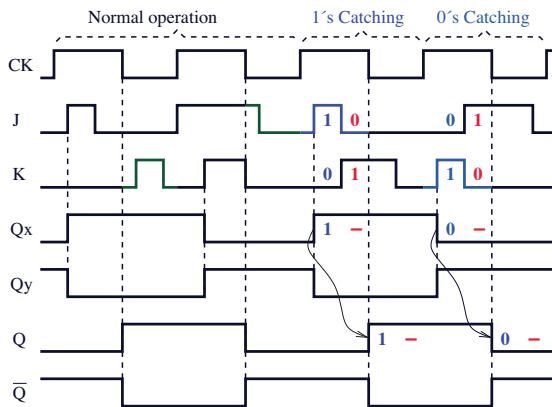 Normal operation 1´s Catching 0´s Catching
CK
J 1 0 0 1
K 0 1 1 0
Qx 1 – 0 –
Qy
Q 1 – 0 –
Q̅